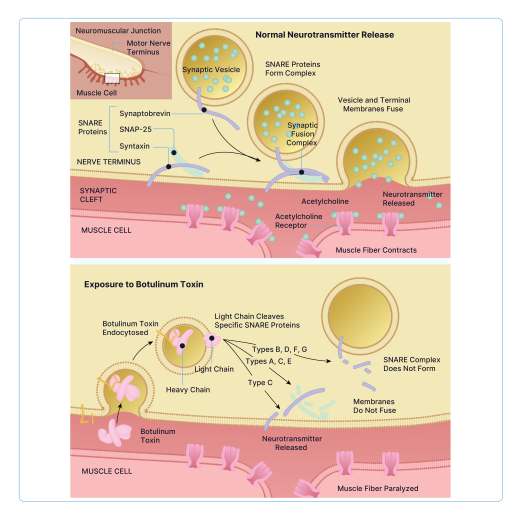 Neuromuscular Junction
Motor Nerve
Terminus
Muscle Cell
Normal Neurotransmitter Release
Synaptic Vesicle
SNARE Proteins
Form Complex
Vesicle and Terminal
Membranes Fuse
SNARE
Proteins
Synaptobrevin
SNAP-25
Syntaxin
Synaptic
Fusion
Complex
NERVE TERMINUS
SYNAPTIC
CLEFT
Acetylcholine
Neurotransmitter
Released
Acetylcholine
Receptor
MUSCLE CELL
Muscle Fiber Contracts
Exposure to Botulinum Toxin
Botulinum Toxin
Endocytosed
Light Chain Cleaves
Specific SNARE Proteins
Types B, D, F, G
Types A, C, E
Type C
Light Chain
Heavy Chain
SNARE Complex
Does Not Form
Membranes
Do Not Fuse
Botulinum
Toxin
Neurotransmitter
Released
MUSCLE CELL
Muscle Fiber Paralyzed